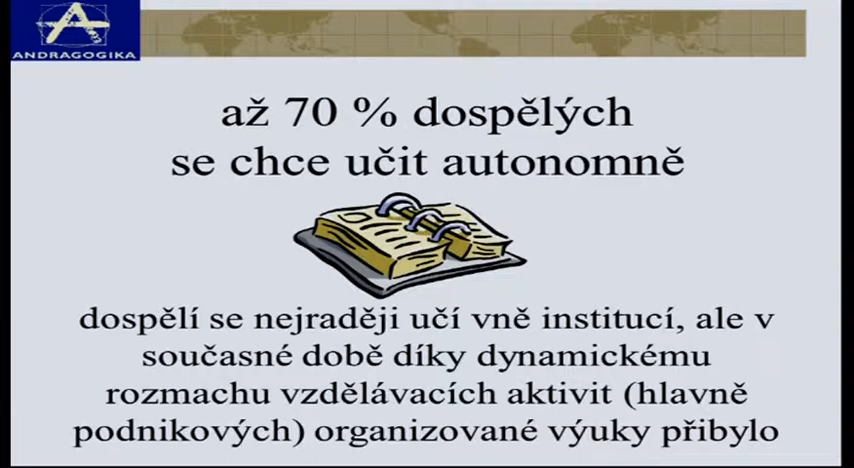 ANDRAGOGIKA
až 70 % dospělých
se chce učit autonomně
dospělí se nejraději učí vně institucí, ale v
současné době díky dynamickému
rozmachu vzdělávacích aktivit (hlavně
podnikových) organizované výuky přibylo